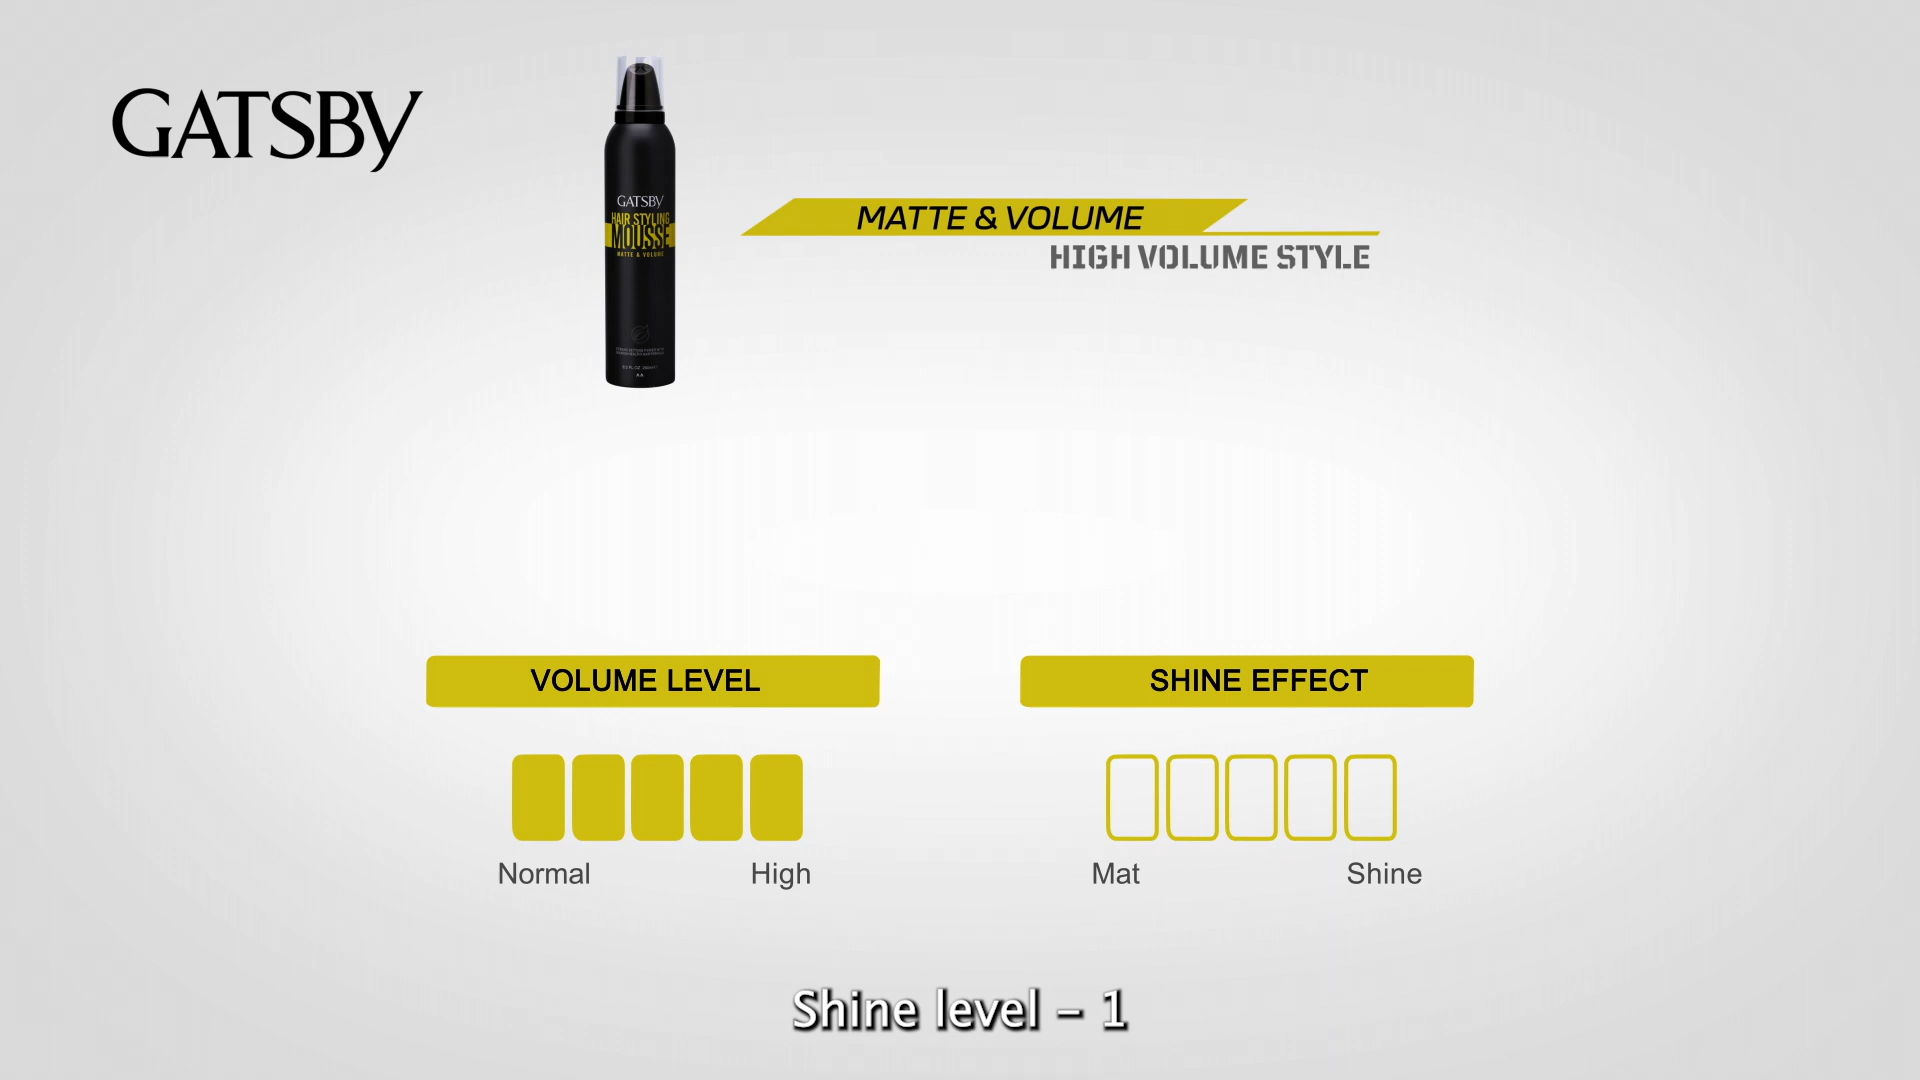 GATSBY
GATSBY
HAIR STYLING
MOUSSE
MATTE & VOLUME
MATTE & VOLUME
HIGH VOLUME STYLE
VOLUME LEVEL
SHINE EFFECT
Normal
High
Mat
Shine
Shine level – 1